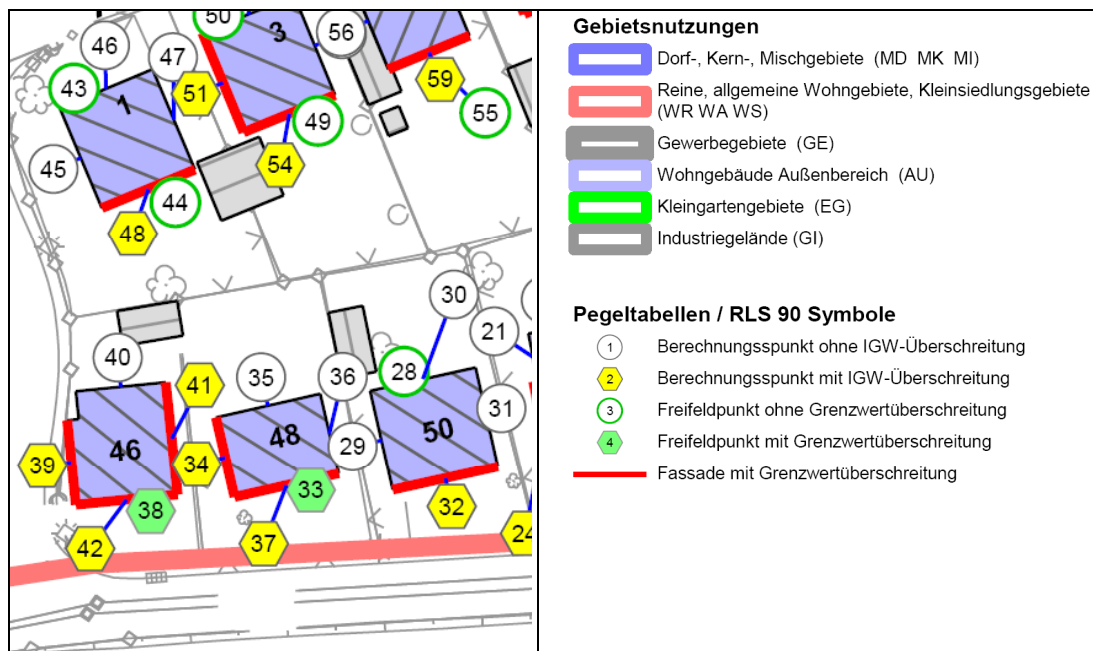 50
3
56
46
47
59
43
51
1
49
55
45
54
44
48
30
21
40
41
35
36
28
31
46
48
50
29
39
34
38
33
32
42
37
24
Gebietsnutzungen
Dorf-, Kern-, Mischgebiete (MD MK MI)
Reine, allgemeine Wohngebiete, Kleinsiedlungsgebiete
(WR WA WS)
Gewerbegebiete (GE)
Wohngebäude Außenbereich (AU)
Kleingartengebiete (EG)
Industriegelände (GI)
Pegeltabellen / RLS 90 Symbole
1 Berechnungsspunkt ohne IGW-Überschreitung
2 Berechnungsspunkt mit IGW-Überschreitung
3 Freifeldpunkt ohne Grenzwertüberschreitung
4 Freifeldpunkt mit Grenzwertüberschreitung
Fassade mit Grenzwertüberschreitung